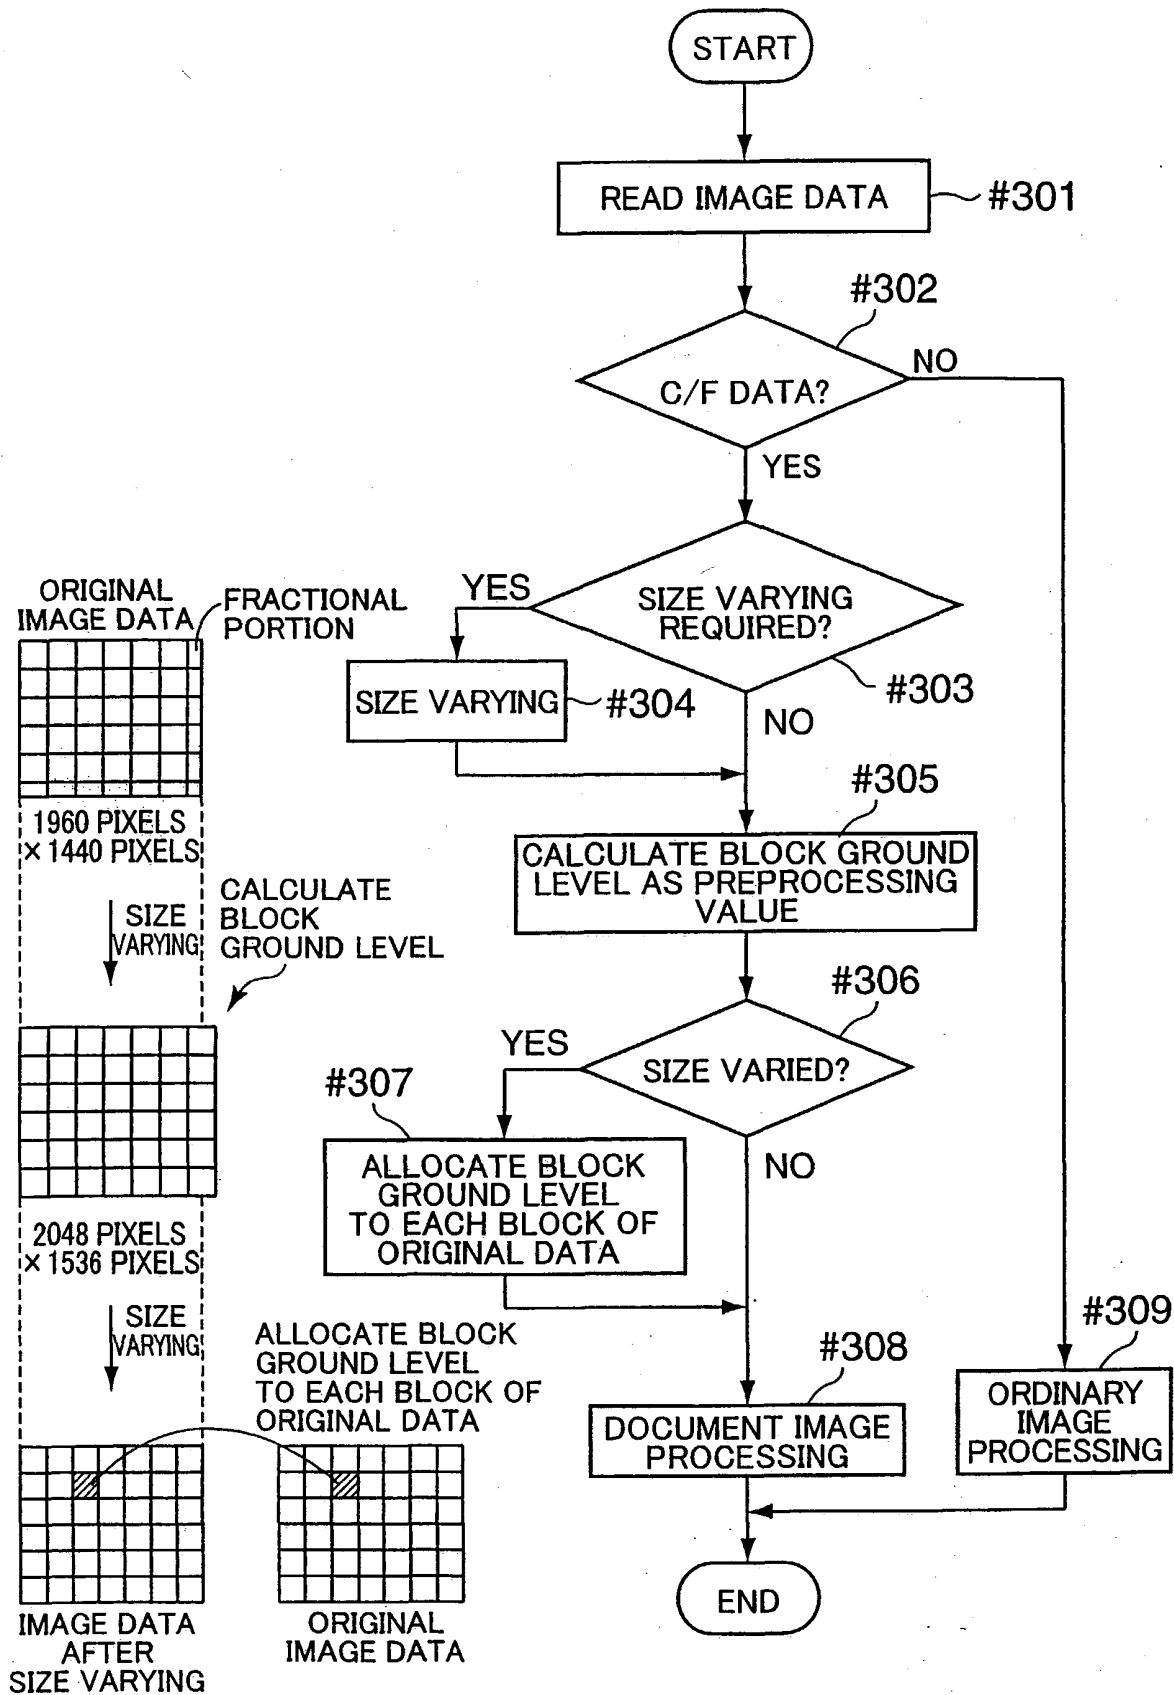 START
READ IMAGE DATA
#301
#302
C/F DATA?
NO
YES
SIZE VARYING
REQUIRED?
YES
#303
NO
SIZE VARYING
#304
#305
CALCULATE BLOCK GROUND
LEVEL AS PREPROCESSING
VALUE
#306
SIZE VARIED?
YES
NO
#307
ALLOCATE BLOCK
GROUND LEVEL
TO EACH BLOCK OF
ORIGINAL DATA
#308
DOCUMENT IMAGE
PROCESSING
#309
ORDINARY
IMAGE
PROCESSING
END
ORIGINAL
IMAGE DATA
FRACTIONAL
PORTION
1960 PIXELS
×1440 PIXELS
SIZE
VARYING
CALCULATE
BLOCK
GROUND LEVEL
2048 PIXELS
×1536 PIXELS
SIZE
VARYING
ALLOCATE BLOCK
GROUND LEVEL
TO EACH BLOCK OF
ORIGINAL DATA
IMAGE DATA
AFTER
SIZE VARYING
ORIGINAL
IMAGE DATA